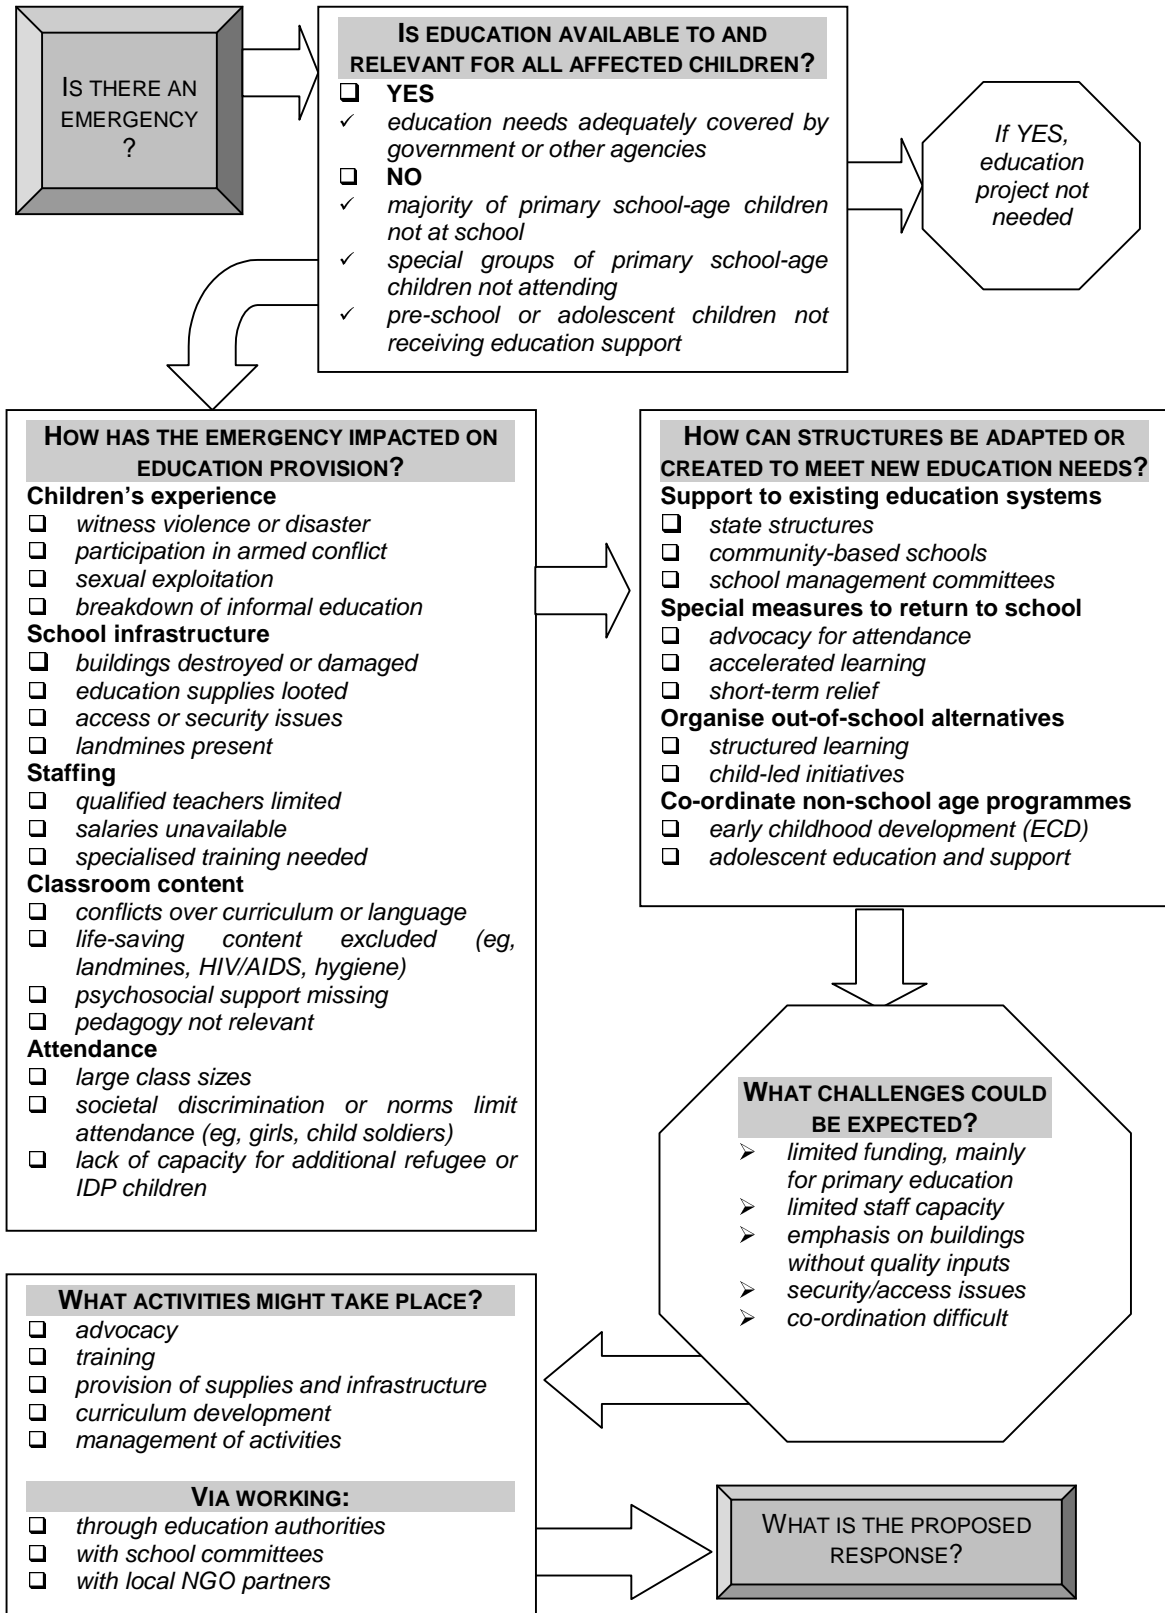 IS THERE AN
EMERGENCY
?
IS EDUCATION AVAILABLE TO AND
RELEVANT FOR ALL AFFECTED CHILDREN?
❑ YES
✓ education needs adequately covered by
government or other agencies
❑ NO
✓ majority of primary school-age children
not at school
✓ special groups of primary school-age
children not attending
✓ pre-school or adolescent children not
receiving education support
If YES,
education
project not
needed
HOW HAS THE EMERGENCY IMPACTED ON
EDUCATION PROVISION?
Children’s experience
❑ witness violence or disaster
❑ participation in armed conflict
❑ sexual exploitation
❑ breakdown of informal education
School infrastructure
❑ buildings destroyed or damaged
❑ education supplies looted
❑ access or security issues
❑ landmines present
Staffing
❑ qualified teachers limited
❑ salaries unavailable
❑ specialised training needed
Classroom content
❑ conflicts over curriculum or language
❑ life-saving content excluded (eg,
landmines, HIV/AIDS, hygiene)
❑ psychosocial support missing
❑ pedagogy not relevant
Attendance
❑ large class sizes
❑ societal discrimination or norms limit
attendance (eg, girls, child soldiers)
❑ lack of capacity for additional refugee or
IDP children
HOW CAN STRUCTURES BE ADAPTED OR
CREATED TO MEET NEW EDUCATION NEEDS?
Support to existing education systems
❑ state structures
❑ community-based schools
❑ school management committees
Special measures to return to school
❑ advocacy for attendance
❑ accelerated learning
❑ short-term relief
Organise out-of-school alternatives
❑ structured learning
❑ child-led initiatives
Co-ordinate non-school age programmes
❑ early childhood development (ECD)
❑ adolescent education and support
WHAT CHALLENGES COULD
BE EXPECTED?
➢ limited funding, mainly
for primary education
➢ limited staff capacity
➢ emphasis on buildings
without quality inputs
➢ security/access issues
➢ co-ordination difficult
WHAT ACTIVITIES MIGHT TAKE PLACE?
❑ advocacy
❑ training
❑ provision of supplies and infrastructure
❑ curriculum development
❑ management of activities
VIA WORKING:
❑ through education authorities
❑ with school committees
❑ with local NGO partners
WHAT IS THE PROPOSED
RESPONSE?